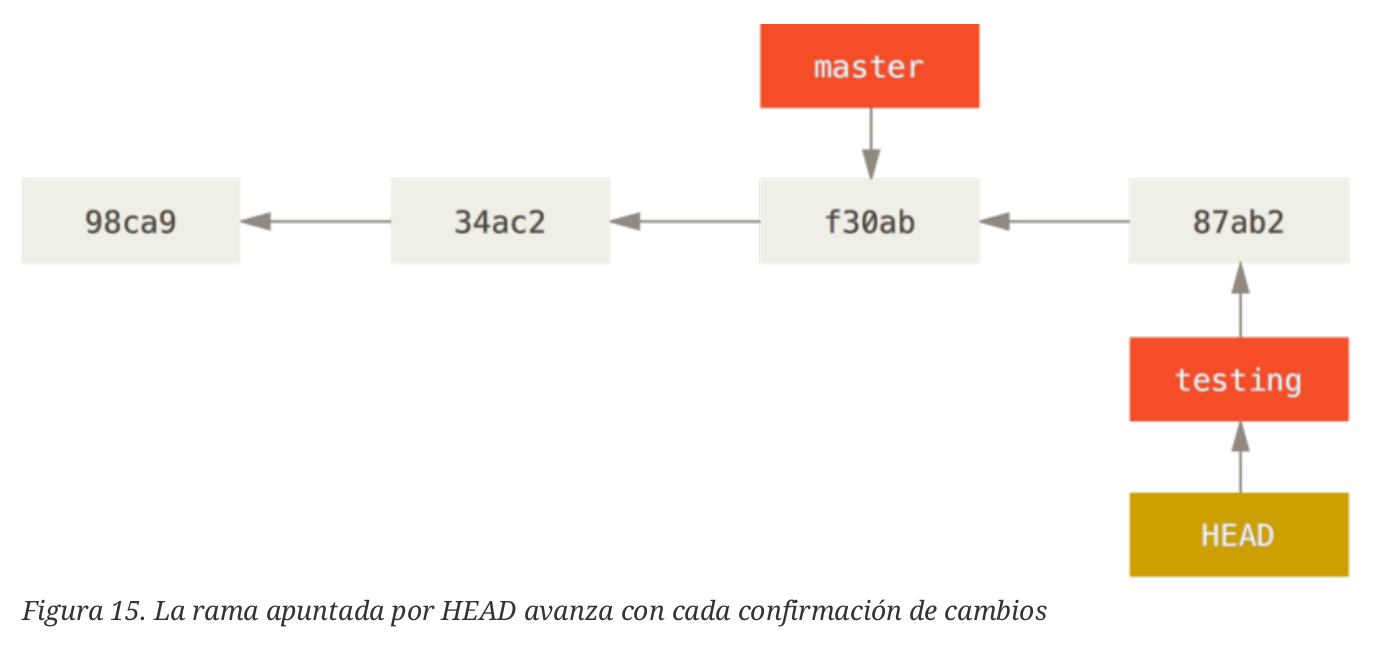 master
98ca9
34ac2
f30ab
87ab2
testing
HEAD
Figura 15. La rama apuntada por HEAD avanza con cada confirmación de cambios